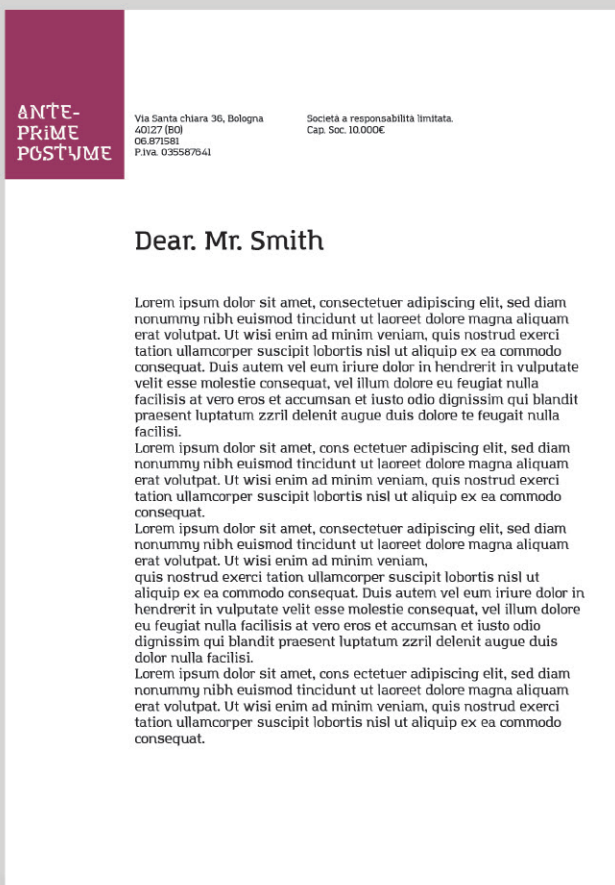 ANTE-
PRiME
POSTUME
Via Santa chiara 36, Bologna
40127 (BO)
06.871581
P.iva. 035587641
Società a responsabilità limitata.
Cap. Soc. 10.000€
Dear. Mr. Smith
Lorem ipsum dolor sit amet, consectetuer adipiscing elit, sed diam
nonummy nibh euismod tincidunt ut laoreet dolore magna aliquam
erat volutpat. Ut wisi enim ad minim veniam, quis nostrud exerci
tation ullamcorper suscipit lobortis nisl ut aliquip ex ea commodo
consequat. Duis autem vel eum iriure dolor in hendrerit in vulputate
velit esse molestie consequat, vel illum dolore eu feugiat nulla
facilisis at vero eros et accumsan et iusto odio dignissim qui blandit
praesent luptatum zzril delenit augue duis dolore te feugait nulla
facilisi.
Lorem ipsum dolor sit amet, cons ectetuer adipiscing elit, sed diam
nonummy nibh euismod tincidunt ut laoreet dolore magna aliquam
erat volutpat. Ut wisi enim ad minim veniam, quis nostrud exerci
tation ullamcorper suscipit lobortis nisl ut aliquip ex ea commodo
consequat.
Lorem ipsum dolor sit amet, consectetuer adipiscing elit, sed diam
nonummy nibh euismod tincidunt ut laoreet dolore magna aliquam
erat volutpat. Ut wisi enim ad minim veniam,
quis nostrud exerci tation ullamcorper suscipit lobortis nisl ut
aliquip ex ea commodo consequat. Duis autem vel eum iriure dolor in
hendrerit in vulputate velit esse molestie consequat, vel illum dolore
eu feugiat nulla facilisis at vero eros et accumsan et iusto odio
dignissim qui blandit praesent luptatum zzril delenit augue duis
dolor nulla facilisi.
Lorem ipsum dolor sit amet, cons ectetuer adipiscing elit, sed diam
nonummy nibh euismod tincidunt ut laoreet dolore magna aliquam
erat volutpat. Ut wisi enim ad minim veniam, quis nostrud exerci
tation ullamcorper suscipit lobortis nisl ut aliquip ex ea commodo
consequat.